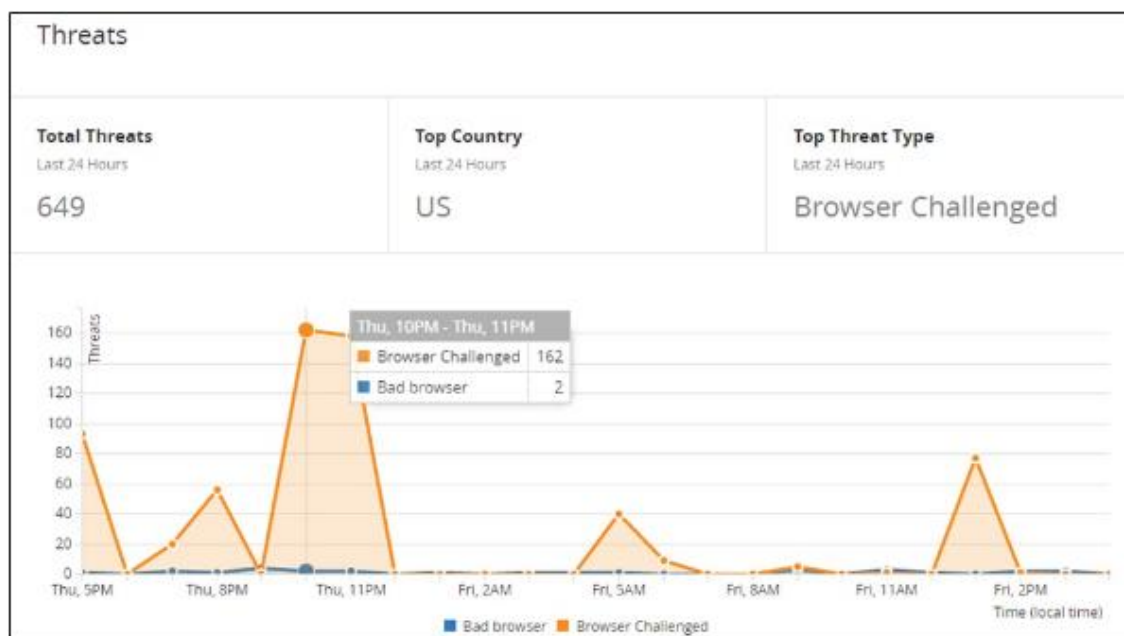 Threats
Total Threats
Last 24 Hours
649
Top Country
Last 24 Hours
US
Top Threat Type
Last 24 Hours
Browser Challenged
Threats
160
140
120
100
80
60
40
20
0
Thu, 10PM - Thu, 11PM
Browser Challenged 162
Bad browser 2
Thu, 5PM Thu, 8PM Thu, 11PM Fri, 2AM Fri, 5AM Fri, 8AM Fri, 11AM Fri, 2PM
Time (local time)
Bad browser Browser Challenged